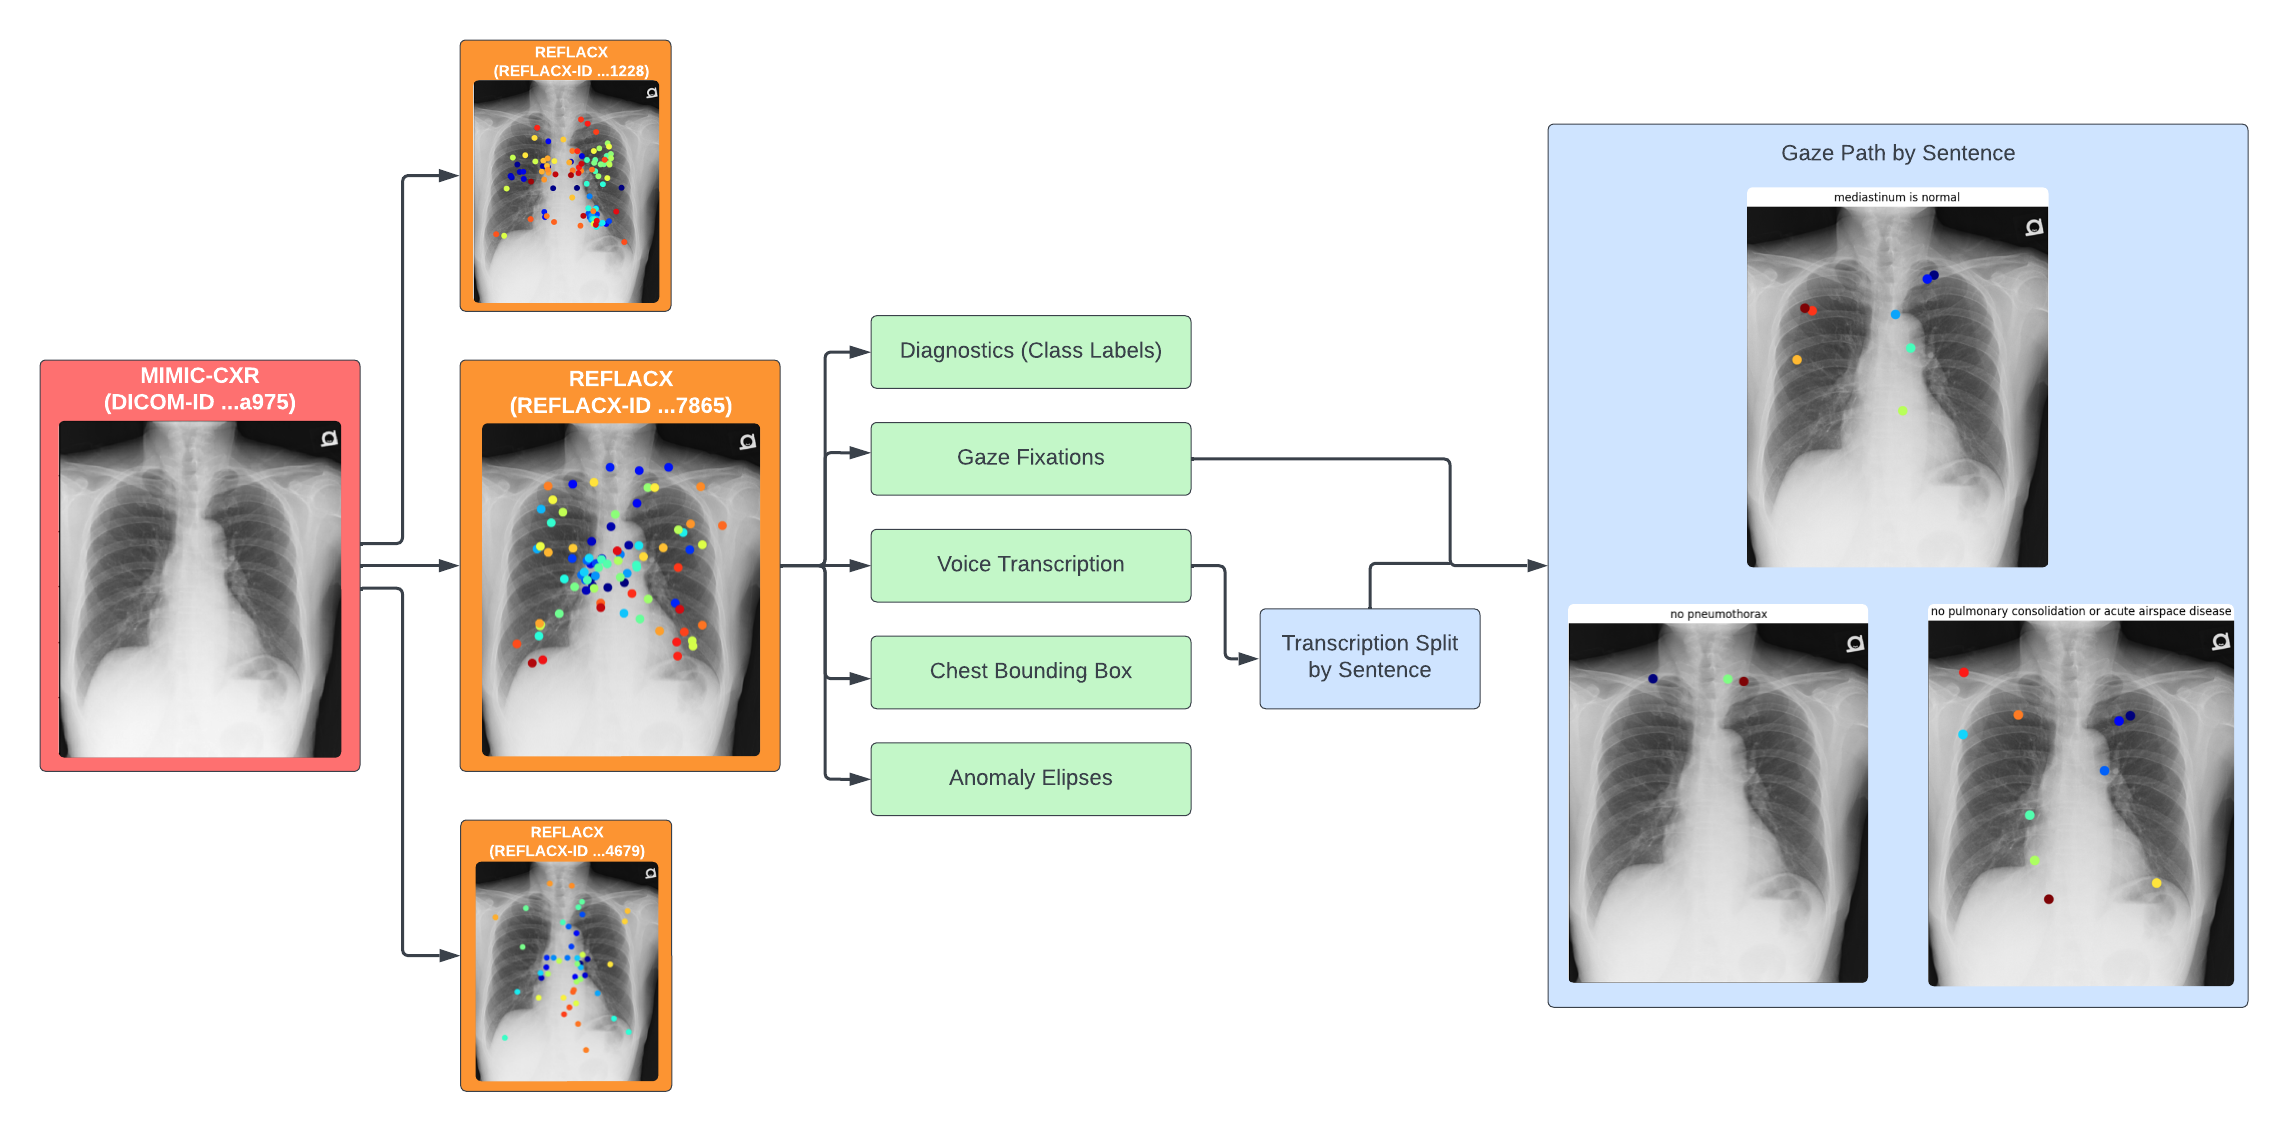 REFLACX
(REFLACX-ID ...1228)
MIMIC-CXR
(DICOM-ID ...a975)
REFLACX
(REFLACX-ID ...7865)
REFLACX
(REFLACX-ID ...4679)
Diagnostics (Class Labels)
Gaze Fixations
Voice Transcription
Chest Bounding Box
Anomaly Elipses
Transcription Split
by Sentence
Gaze Path by Sentence
mediastinum is normal
no pneumothorax
no pulmonary consolidation or acute airspace disease